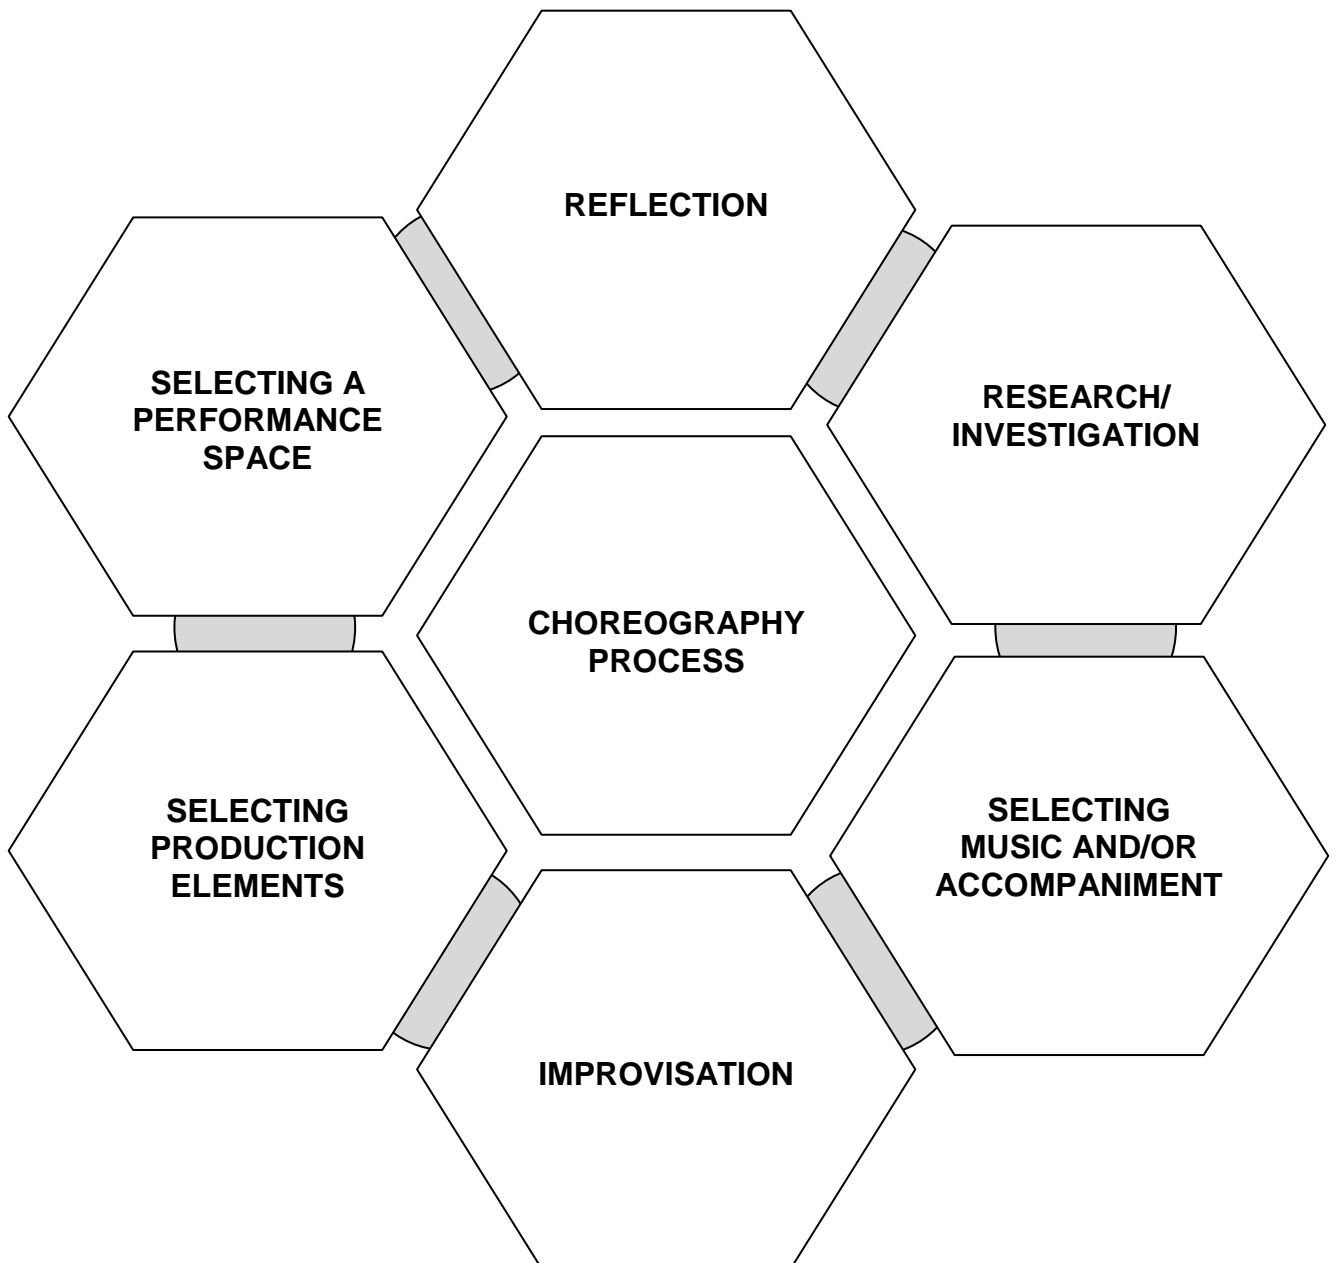 REFLECTION
SELECTING A
PERFORMANCE
SPACE
RESEARCH/
INVESTIGATION
CHOREOGRAPHY
PROCESS
SELECTING
PRODUCTION
ELEMENTS
SELECTING
MUSIC AND/OR
ACCOMPANIMENT
IMPROVISATION